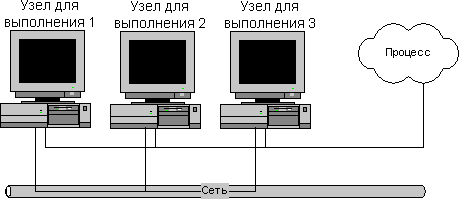 Узел для
выполнения 1
Узел для
выполнения 2
Узел для
выполнения 3
Процесс
Сеть